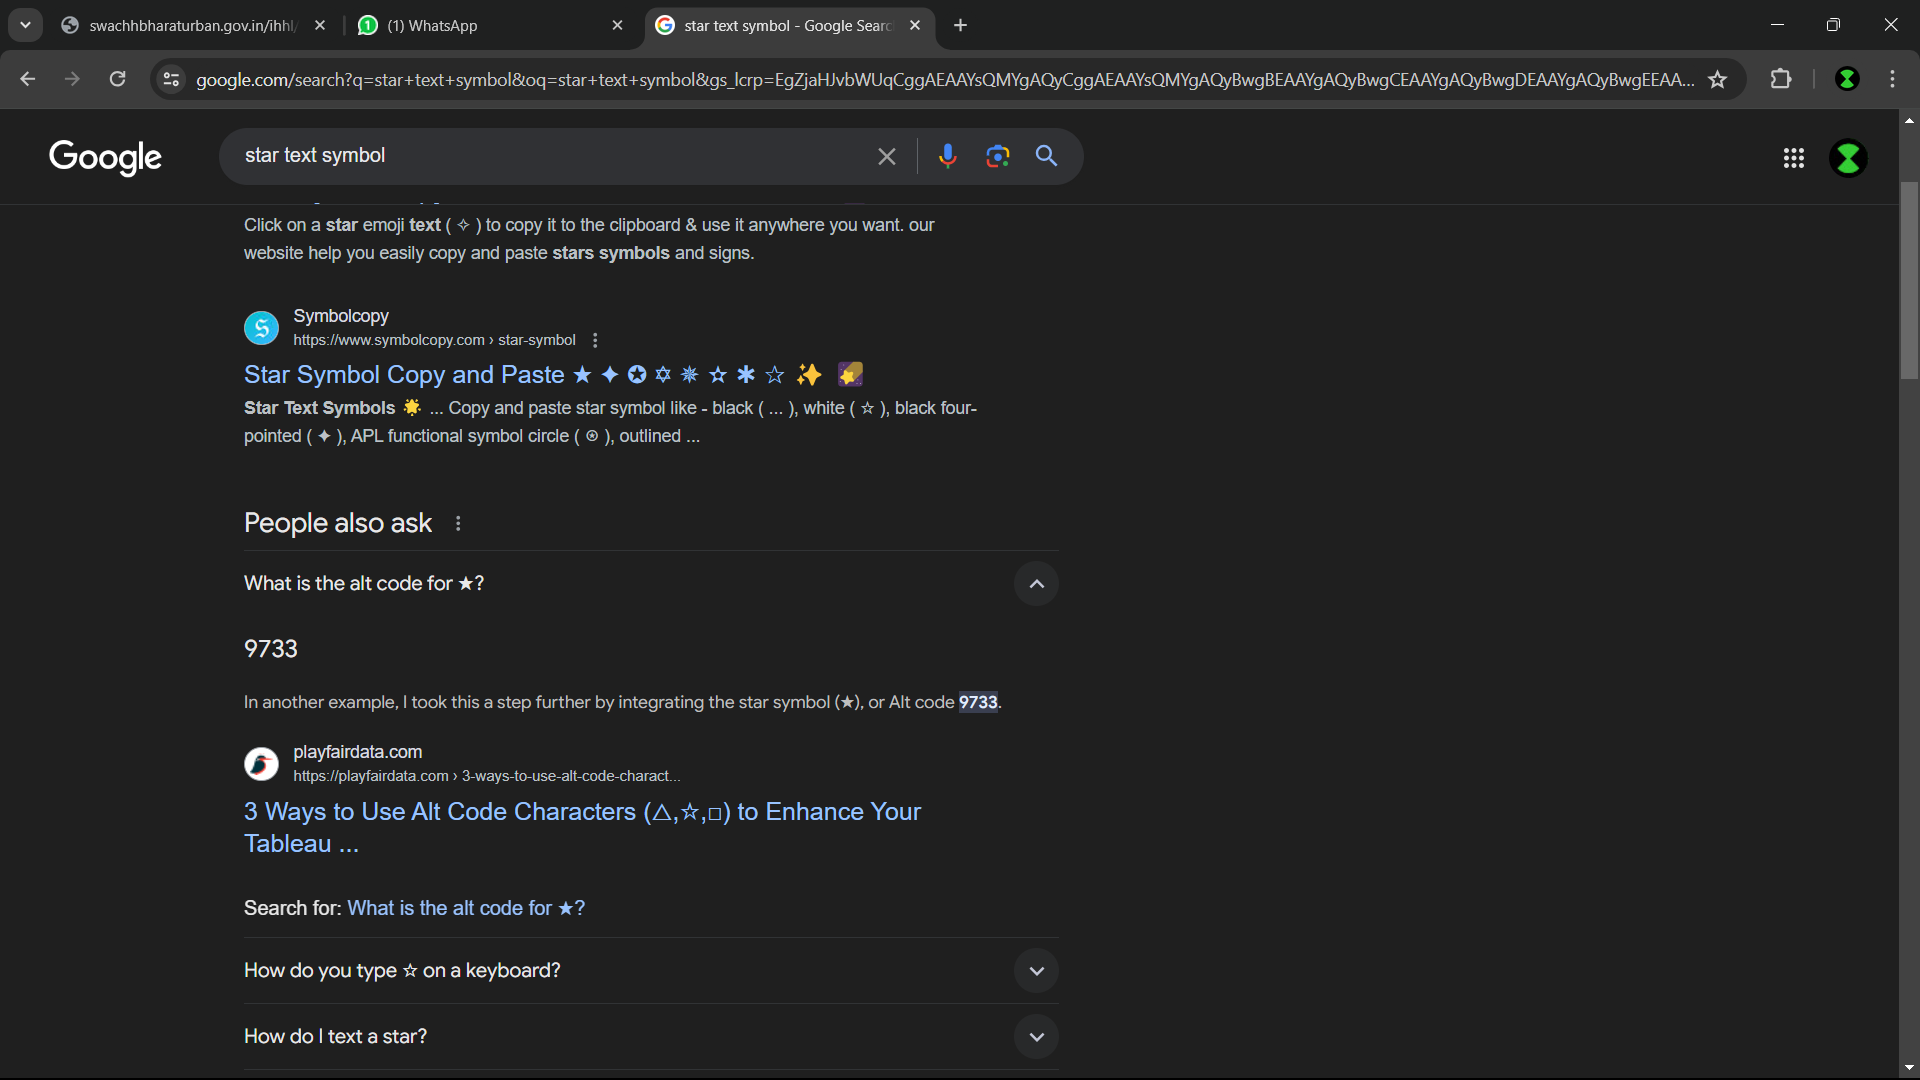 swachhbharaturban.gov.in/ihhl/
(1) WhatsApp
star text symbol - Google Searc
google.com/search?q=star+text+symbol&oq=star+text+symbol&gs_lcrp=EgZjaHJvbWUqCggAEAAYsQMYgAQyCggAEAAYsQMYgAQyBwgBEAAYgAQyBwgCEAAYgAQyBwgDEAAYgAQyBwgEEAA...
Google
star text symbol
Click on a star emoji text ( ✧ ) to copy it to the clipboard & use it anywhere you want. our
website help you easily copy and paste stars symbols and signs.
Symbolcopy
https://www.symbolcopy.com › star-symbol
Star Symbol Copy and Paste ★ ✦ ✪ ✡ ✵ ✫ ✱ ☆ ✨ 🌠
Star Text Symbols 🌟 ... Copy and paste star symbol like - black ( ... ), white ( ☆ ), black four-
pointed ( ✦ ), APL functional symbol circle ( ⍟ ), outlined ...
People also ask
What is the alt code for ★?
9733
In another example, I took this a step further by integrating the star symbol (★), or Alt code 9733.
playfairdata.com
https://playfairdata.com › 3-ways-to-use-alt-code-charact...
3 Ways to Use Alt Code Characters (△,☆,□) to Enhance Your
Tableau ...
Search for: What is the alt code for ★?
How do you type ☆ on a keyboard?
How do I text a star?